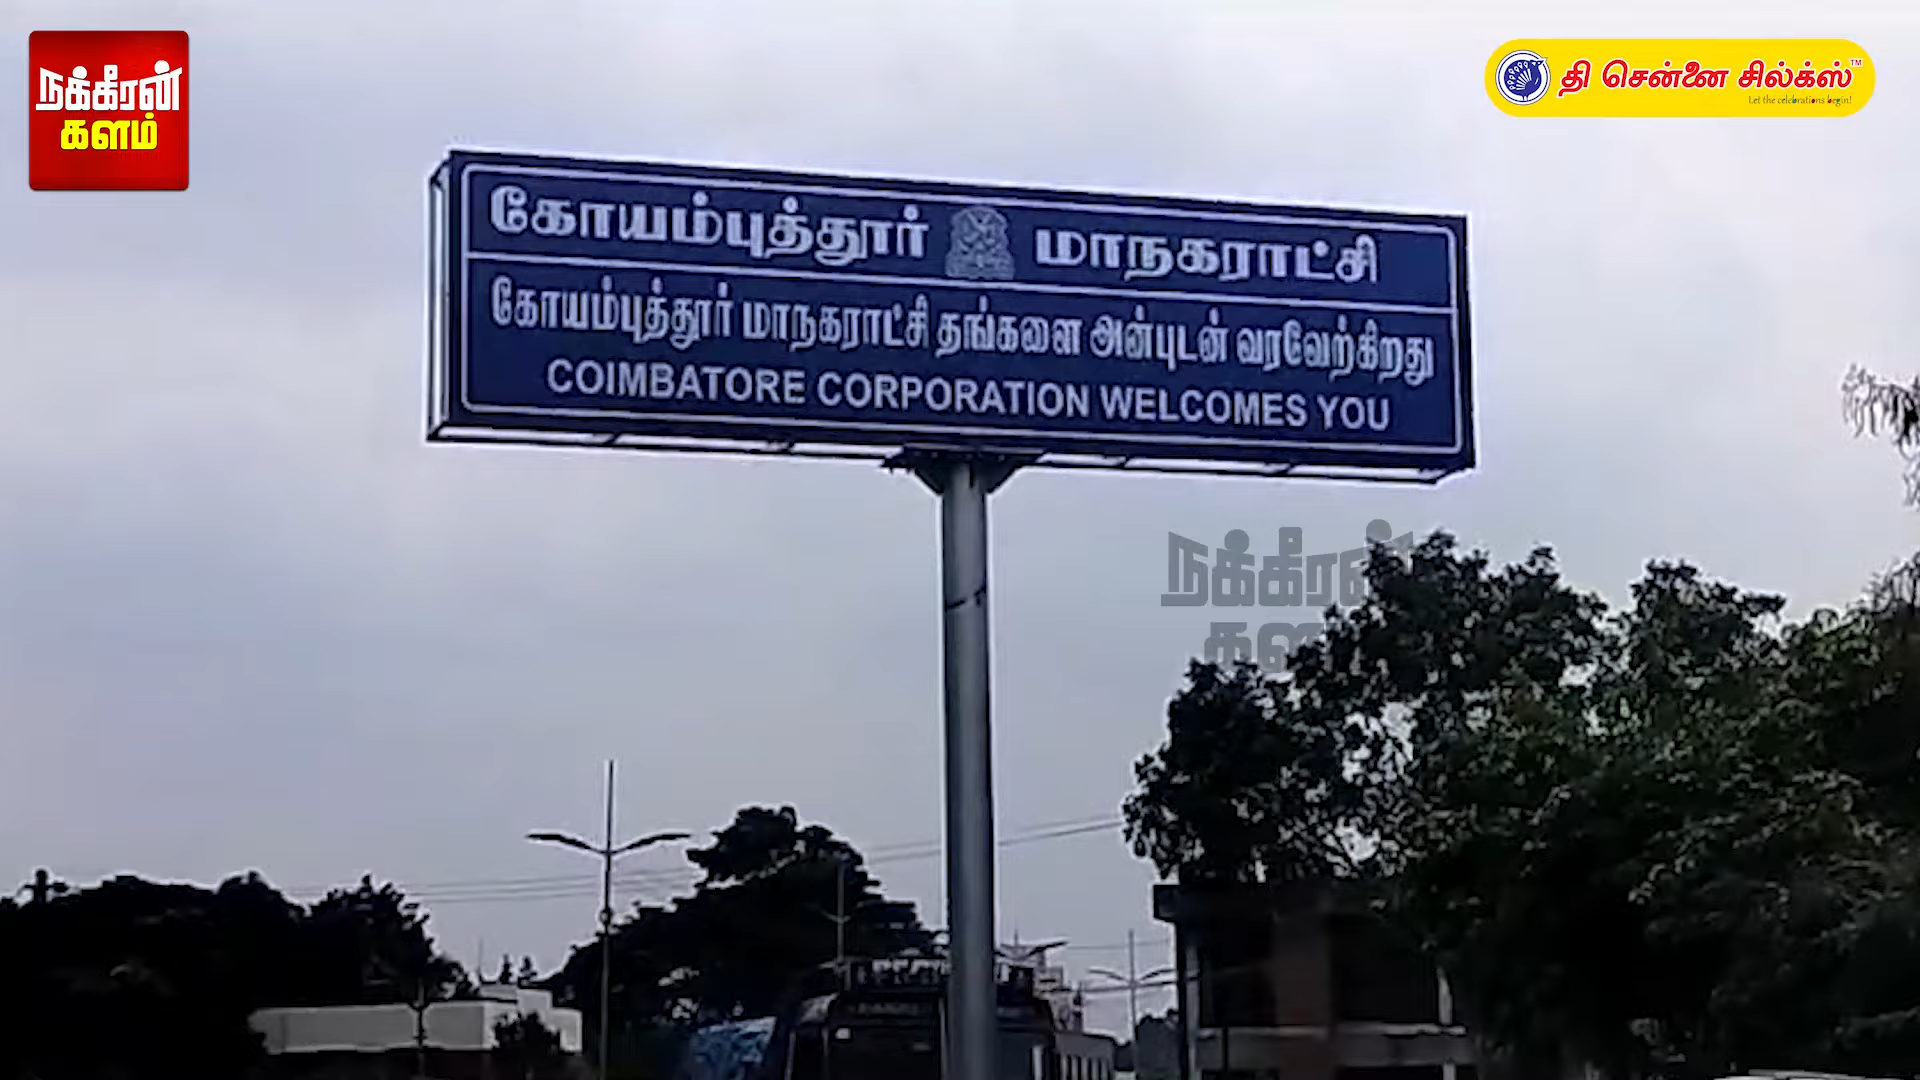 நக்கீரன்
களம்
தி சென்னை சில்க்ஸ்™
Let the celebrations begin!
கோயம்புத்தூர் மாநகராட்சி
கோயம்புத்தூர் மாநகராட்சி தங்களை அன்புடன் வரவேற்கிறது
COIMBATORE CORPORATION WELCOMES YOU
நக்கீரன்